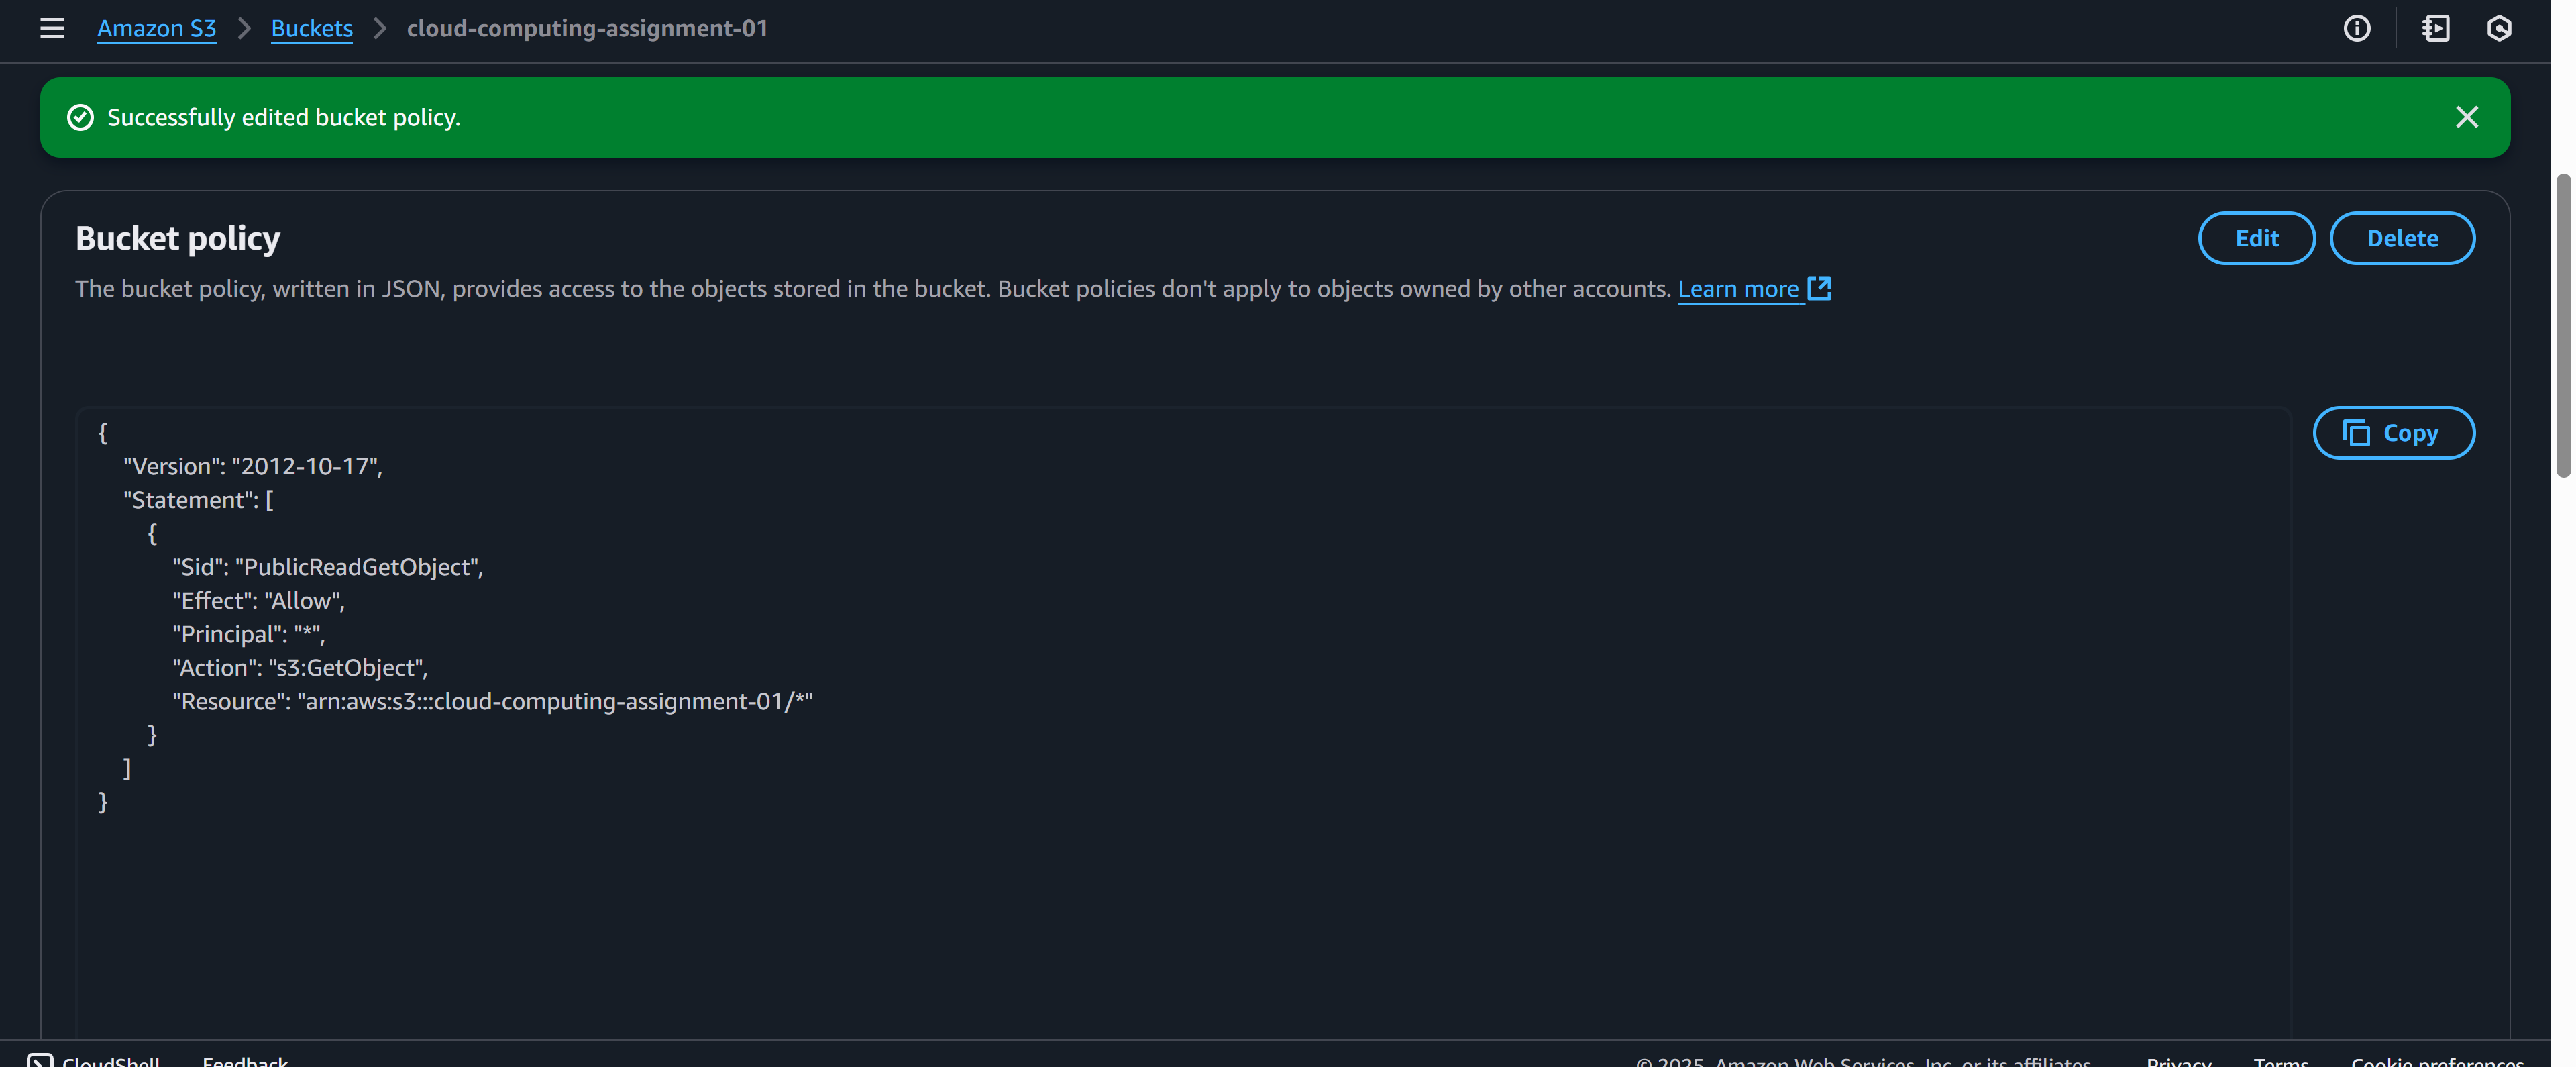 Amazon S3 > Buckets > cloud-computing-assignment-01
Successfully edited bucket policy.
Bucket policy
Edit
Delete
The bucket policy, written in JSON, provides access to the objects stored in the bucket. Bucket policies don't apply to objects owned by other accounts. Learn more
Copy
{
"Version": "2012-10-17",
"Statement": [
{
"Sid": "PublicReadGetObject",
"Effect": "Allow",
"Principal": "*",
"Action": "s3:GetObject",
"Resource": "arn:aws:s3:::cloud-computing-assignment-01/*"
}
]
}
CloudShell Feedback © 2025, Amazon Web Services, Inc. or its affiliates. Privacy Terms Cookie preferences